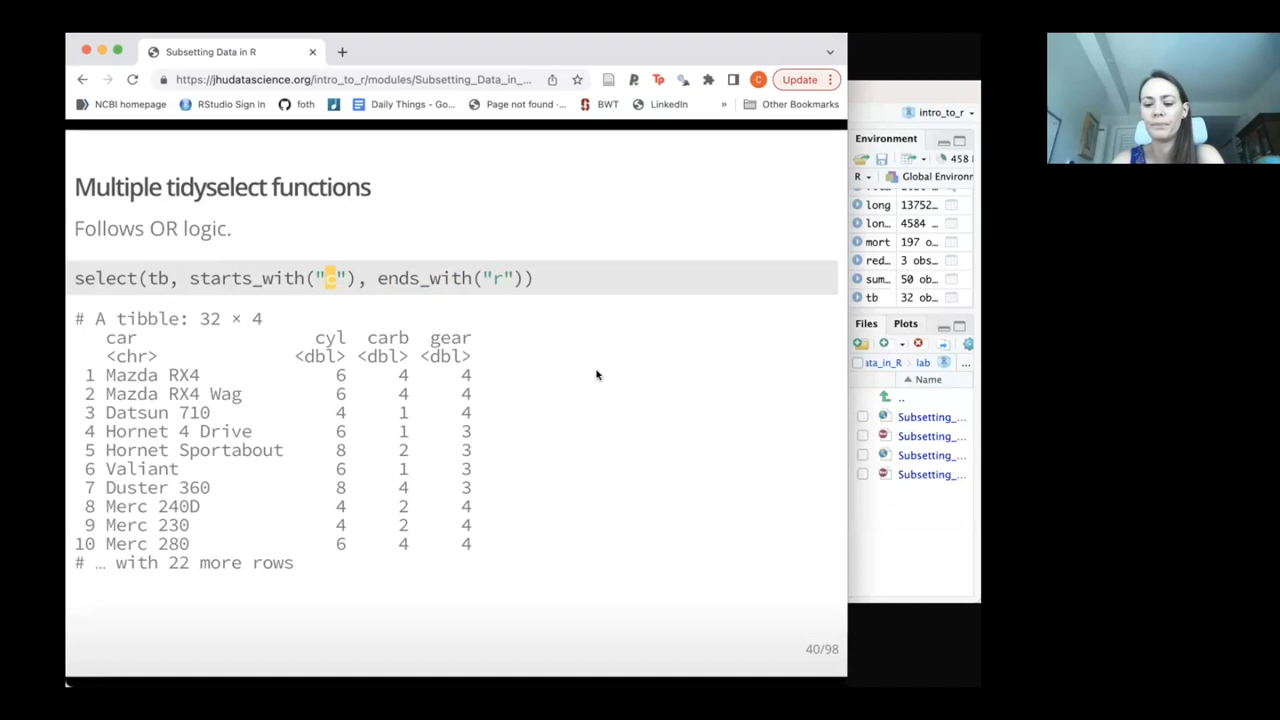 Subsetting Data in R
https://jhudatascience.org/intro_to_r/modules/Subsetting_Data_in_...
Update
NCBI homepage
RStudio Sign In
foth
Daily Things - Go...
Page not found ·...
BWT
LinkedIn
»
Other Bookmarks
Multiple tidyselect functions
Follows OR logic.
select(tb, starts_with("c"), ends_with("r"))
# A tibble: 32 × 4
car cyl carb gear
<chr> <dbl> <dbl> <dbl>
1 Mazda RX4 6 4 4
2 Mazda RX4 Wag 6 4 4
3 Datsun 710 4 1 4
4 Hornet 4 Drive 6 1 3
5 Hornet Sportabout 8 2 3
6 Valiant 6 1 3
7 Duster 360 8 4 3
8 Merc 240D 4 2 4
9 Merc 230 4 2 4
10 Merc 280 6 4 4
# … with 22 more rows
40/98
intro_to_r
Environment
458
R
Global Environm
long 13752…
lon… 4584 …
mort 197 o…
red… 3 obs…
sum… 50 ob…
tb 32 ob…
Files Plots
ata_in_R lab ...
Name
..
Subsetting_…
Subsetting_…
Subsetting_…
Subsetting_…